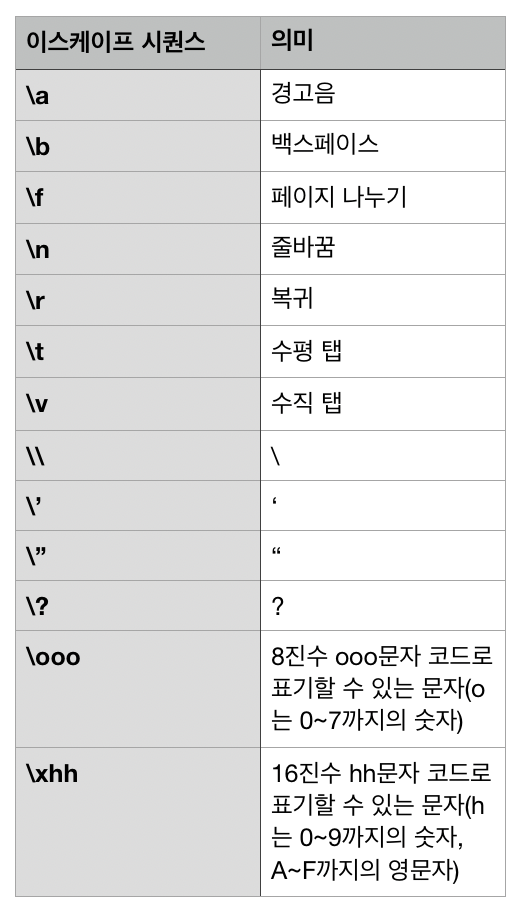 이스케이프 시퀀스 의미
\a 경고음
\b 백스페이스
\f 페이지 나누기
\n 줄바꿈
\r 복귀
\t 수평 탭
\v 수직 탭
\\ \
\’ ‘
\” “
\? ?
\ooo 8진수 ooo문자 코드로
표기할 수 있는 문자(o
는 0~7까지의 숫자)
\xhh 16진수 hh문자 코드로
표기할 수 있는 문자(h
는 0~9까지의 숫자,
A~F까지의 영문자)